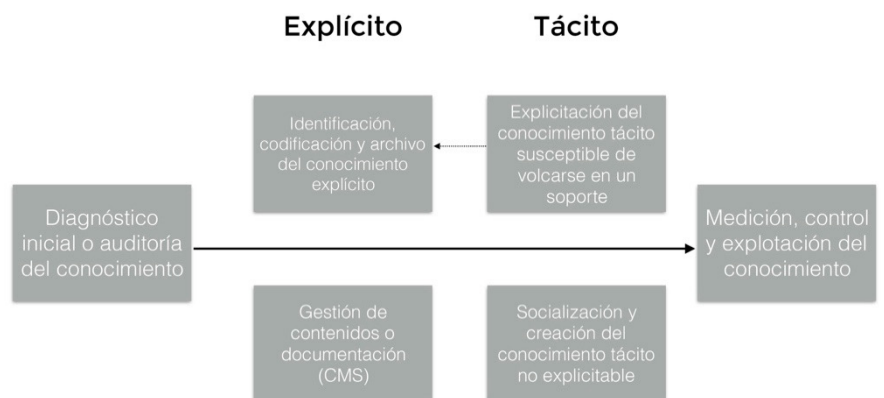 Explícito
Tácito
Identificación,
codificación y archivo
del conocimiento
explícito
Explicitación del
conocimiento tácito
susceptible de
volcarse en un
soporte
Diagnóstico
inicial o auditoría
del conocimiento
Medición, control
y explotación del
conocimiento
Gestión de
contenidos o
documentación
(CMS)
Socialización y
creación del
conocimiento tácito
no explicitable